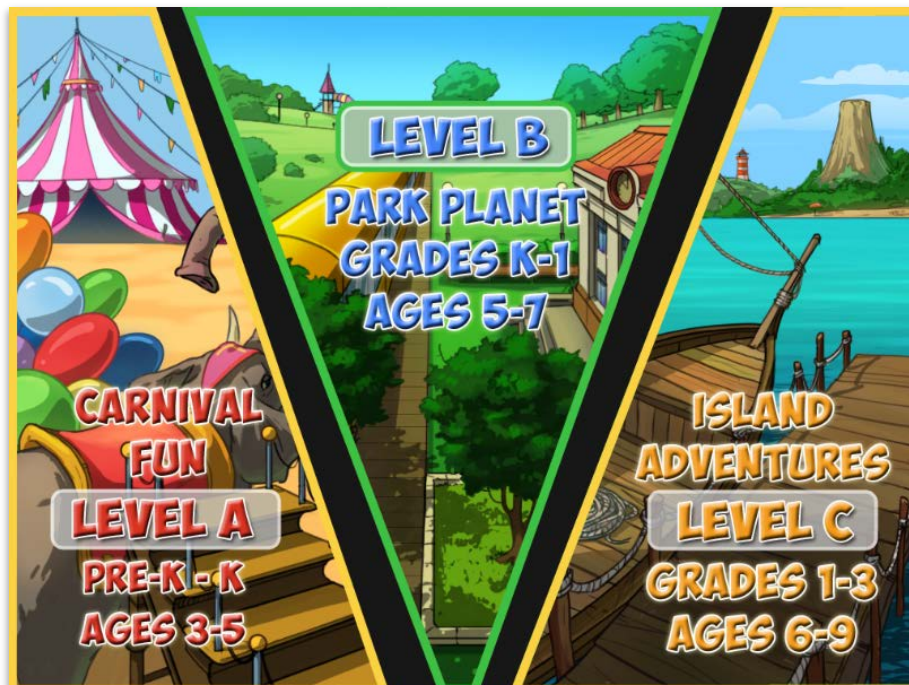 CARNIVAL
FUN
LEVEL A
PRE-K - K
AGES 3-5
LEVEL B
PARK PLANET
GRADES K-1
AGES 5-7
ISLAND
ADVENTURES
LEVEL C
GRADES 1-3
AGES 6-9